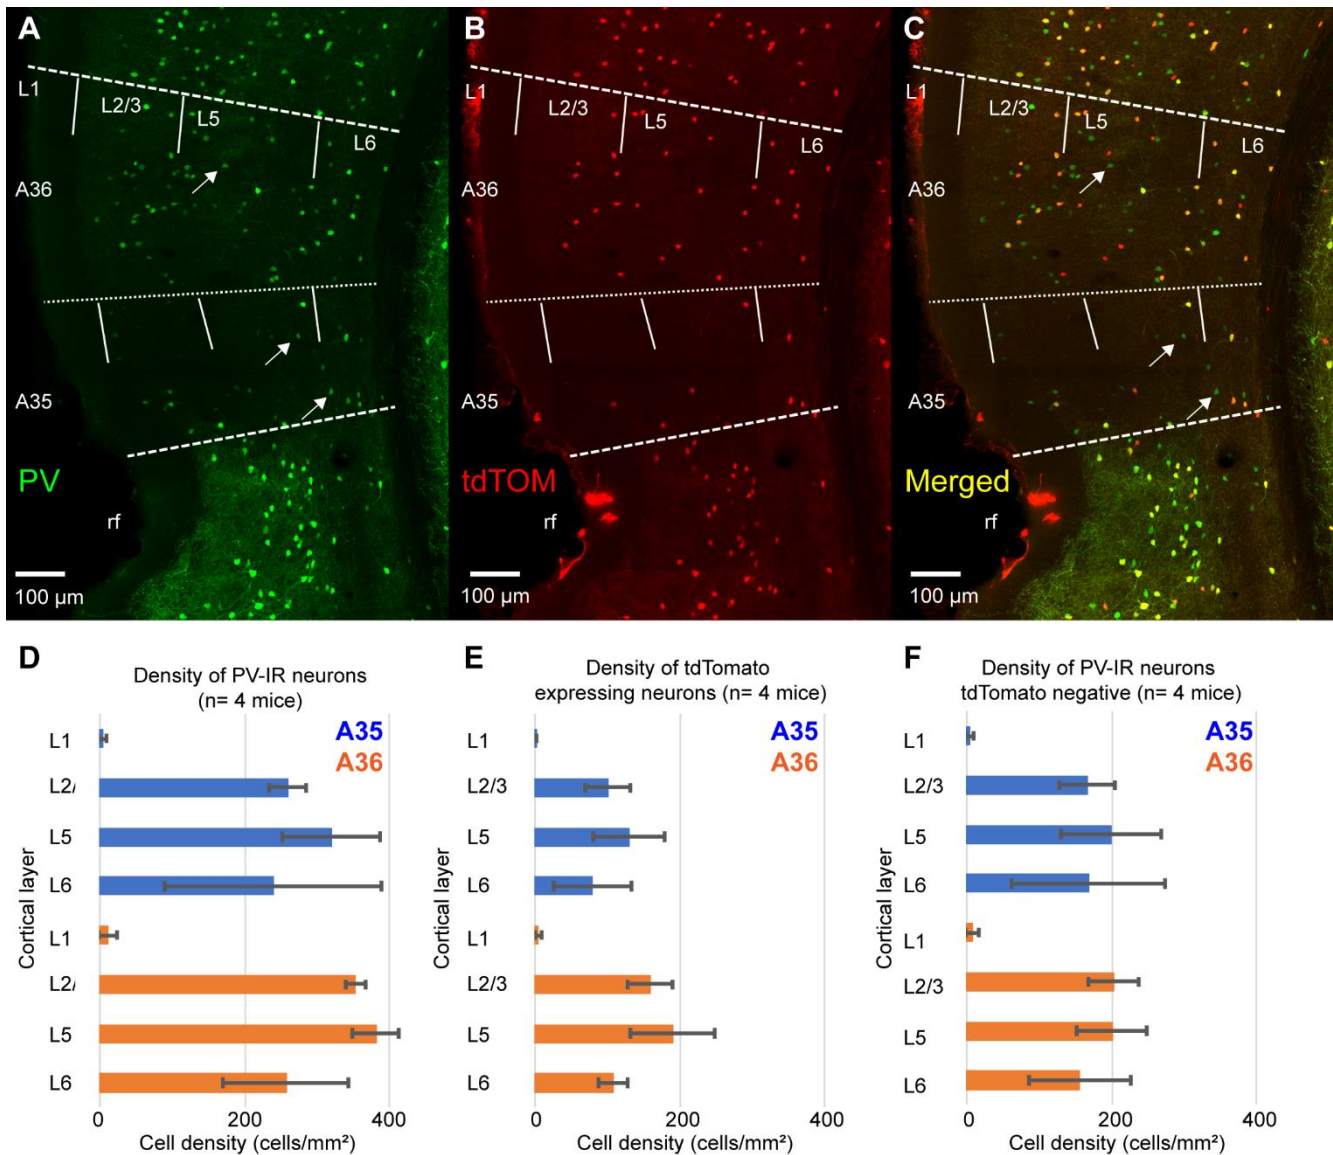 A
L1
L2/3
L5
L6
A36
A35
PV
rf
100 µm
B
L1
L2/3
L5
L6
A36
A35
tdTOM
rf
100 µm
C
L1
L2/3
L5
L6
A36
A35
Merged
rf
100 µm
D
Density of PV-IR neurons
(n= 4 mice)
A35
A36
Cortical layer
L1
L2/
L5
L6
L1
L2/
L5
L6
0 200 400
Cell density (cells/mm²)
E
Density of tdTomato
expressing neurons (n= 4 mice)
A35
A36
Cortical layer
L1
L2/3
L5
L6
L1
L2/3
L5
L6
0 200 400
Cell density (cells/mm²)
F
Density of PV-IR neurons
tdTomato negative (n= 4 mice)
A35
A36
Cortical layer
L1
L2/3
L5
L6
L1
L2/3
L5
L6
0 200 400
Cell density (cells/mm²)